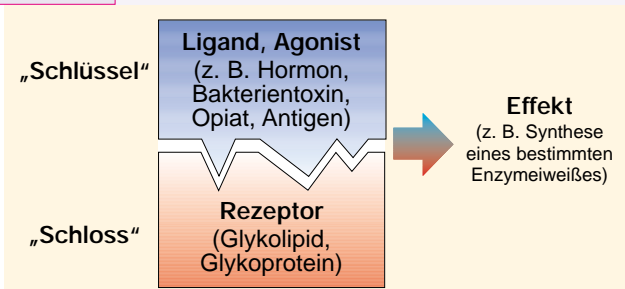 „Schlüssel“
Ligand, Agonist
(z. B. Hormon,
Bakterientoxin,
Opiat, Antigen)
Effekt
(z. B. Synthese
eines bestimmten
Enzymeiweißes)
„Schloss“
Rezeptor
(Glykolipid,
Glykoprotein)